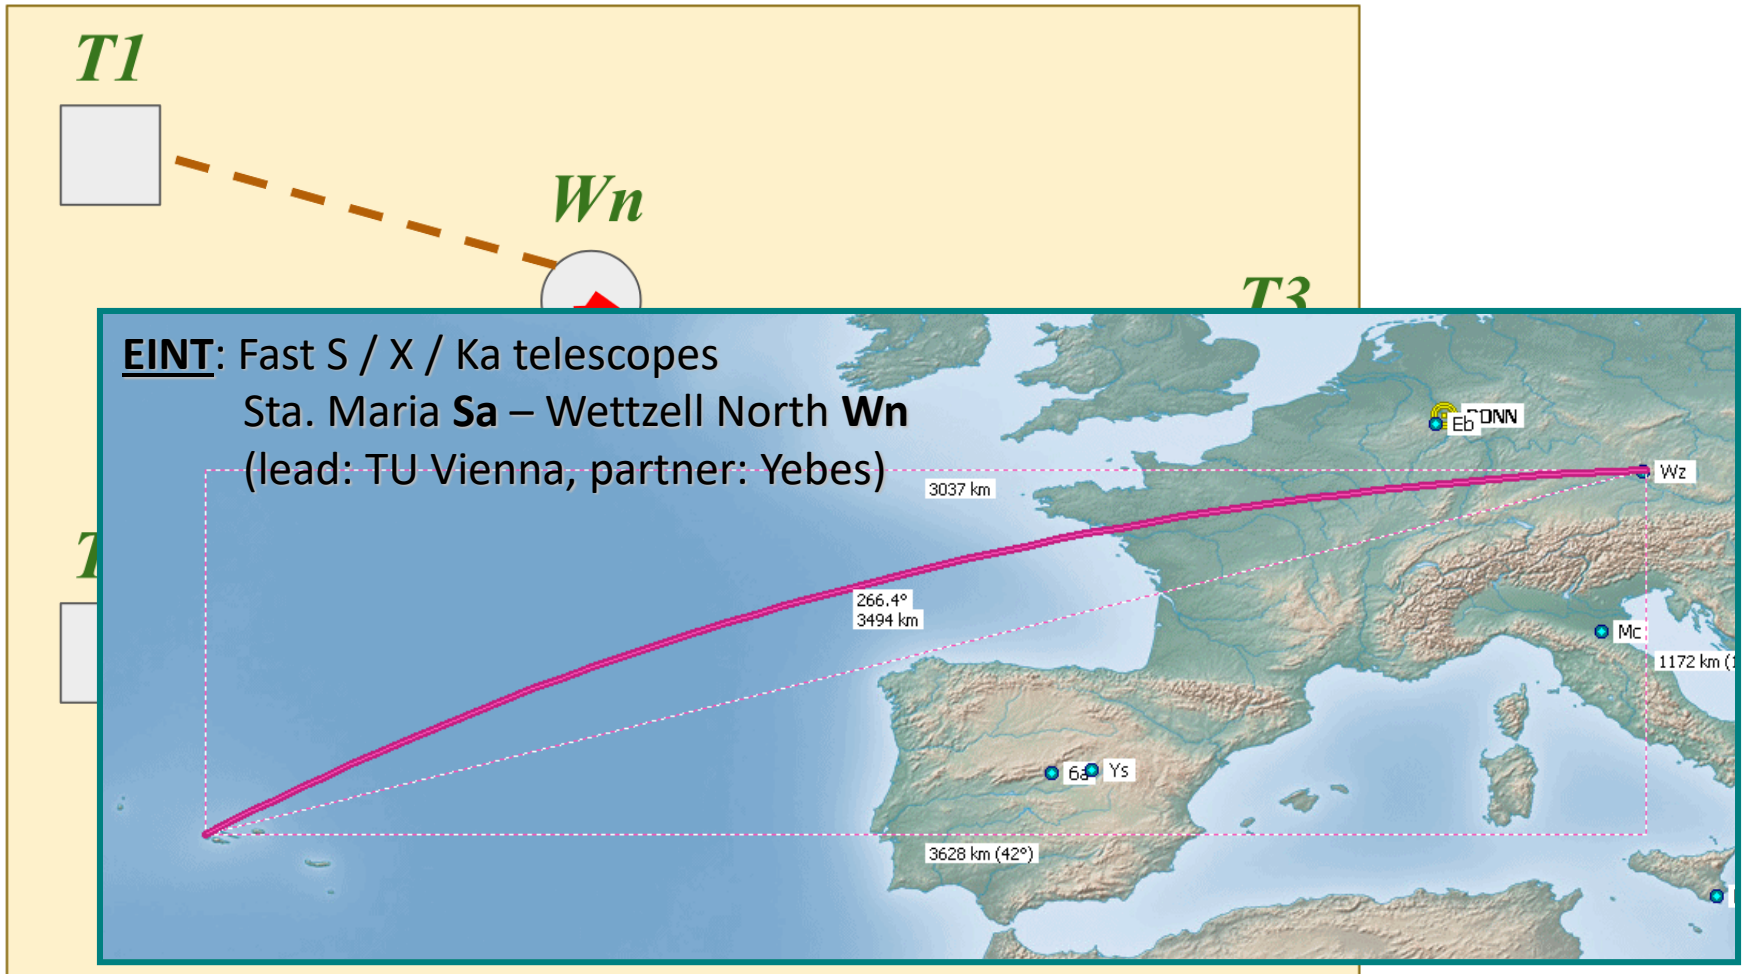 T1
Wn
T3
EINT: Fast S / X / Ka telescopes
Sta. Maria Sa – Wettzell North Wn
(lead: TU Vienna, partner: Yebes)
Eb
Wz
3037 km
266.4°
3494 km
Mc
1172 km
6a
Ys
3628 km (42°)